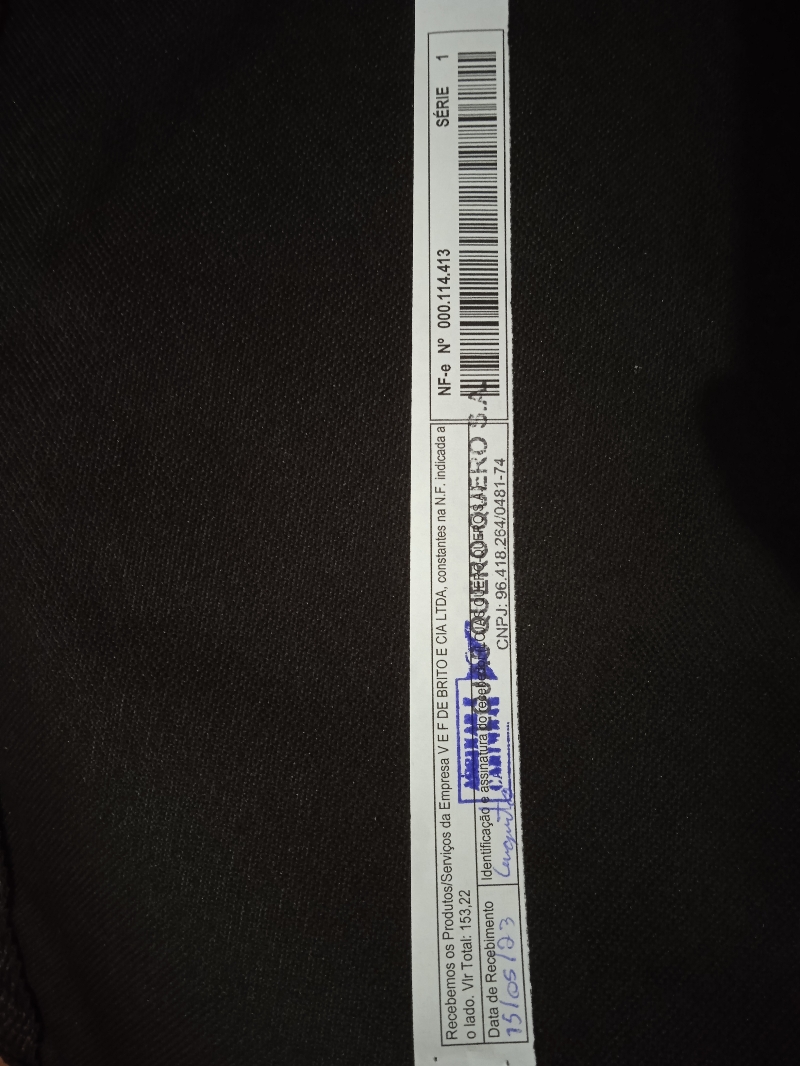 Recebemos os Produtos/Serviços da Empresa V E F DE BRITO E CIA LTDA, constantes na N.F. indicada a
o lado. Vlr Total: 153,22
Data de Recebimento
15/05/23
Identificação e assinatura do recebedor
QUERO-QUERO S.A
CNPJ: 96.418.264/0481-74
NF-e Nº 000.114.413 SÉRIE 1